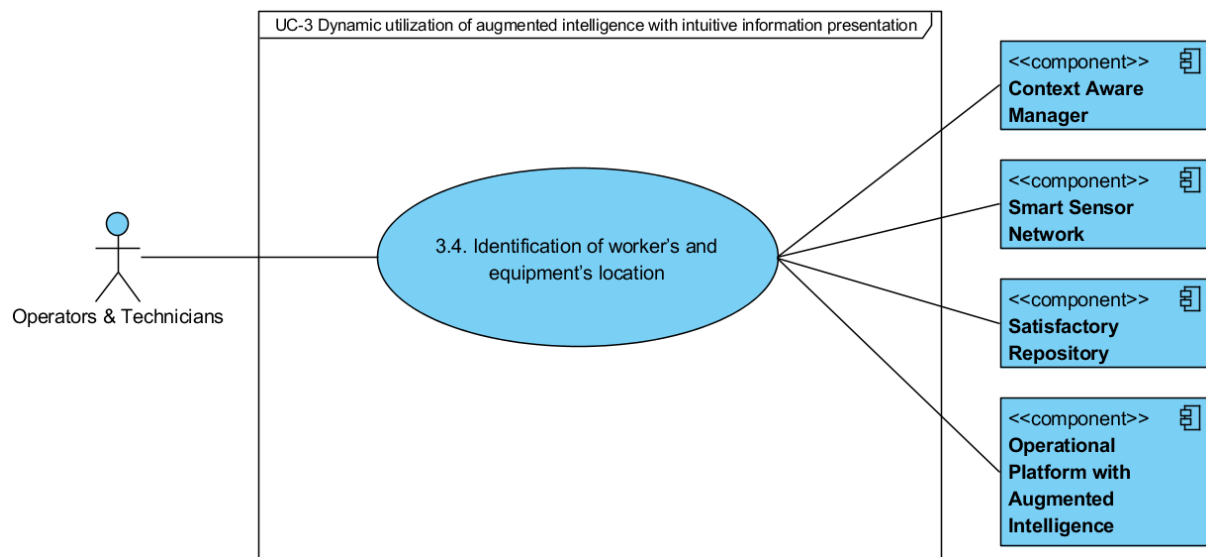 UC-3 Dynamic utilization of augmented intelligence with intuitive information presentation
<<component>>
Context Aware
Manager
<<component>>
Smart Sensor
Network
3.4. Identification of worker's and
equipment's location
Operators & Technicians
<<component>>
Satisfactory
Repository
<<component>>
Operational
Platform with
Augmented
Intelligence